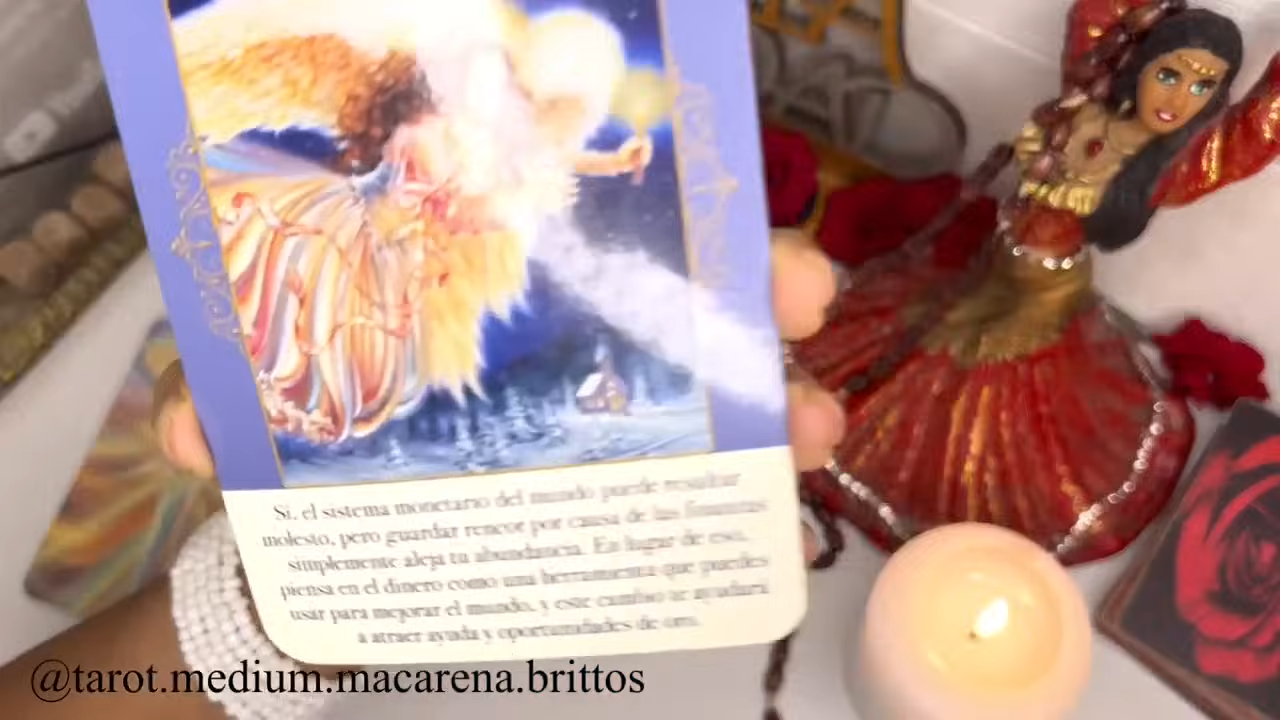 Sí, el sistema monetario del mundo puede resultar
molesto, pero guardar rencor por causa de las finanzas
simplemente aleja tu abundancia. En lugar de eso,
piensa en el dinero como una herramienta que puedes
usar para mejorar el mundo, y este cambio te ayudará
a atraer ayuda y oportunidades de oro.
@tarot.medium.macarena.brittos